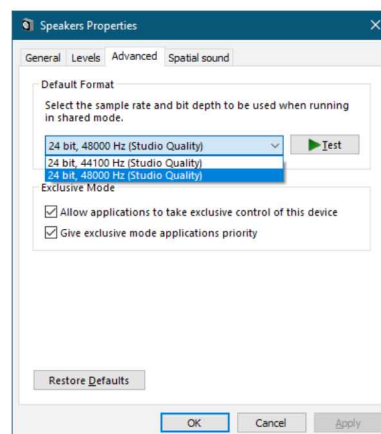 Speakers Properties
General Levels Advanced Spatial sound
Default Format
Select the sample rate and bit depth to be used when running
in shared mode.
24 bit, 48000 Hz (Studio Quality)
Test
24 bit, 44100 Hz (Studio Quality)
24 bit, 48000 Hz (Studio Quality)
Exclusive Mode
Allow applications to take exclusive control of this device
Give exclusive mode applications priority
Restore Defaults
OK Cancel Apply